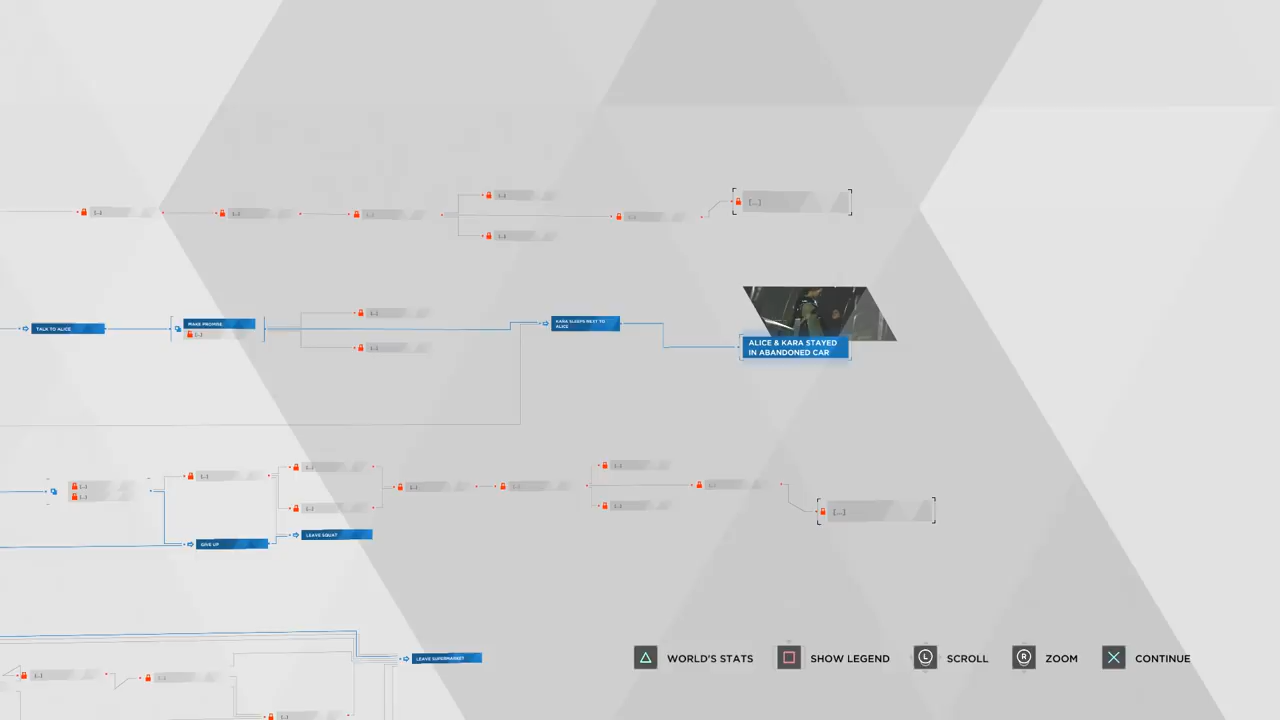 [...]
[...]
[...]
[...]
[...]
[...]
[...]
[...]
TALK TO ALICE
MAKE PROMISE
[...]
[...]
[...]
KARA SLEEPS NEXT TO
ALICE
ALICE & KARA STAYED
IN ABANDONED CAR
[...]
[...]
[...]
[...]
[...]
[...]
[...]
[...]
[...]
[...]
[...]
GIVE UP
LEAVE SQUAT
LEAVE SUPERMARKET
[...]
[...]
[...]
WORLD'S STATS
SHOW LEGEND
L
SCROLL
R
ZOOM
CONTINUE